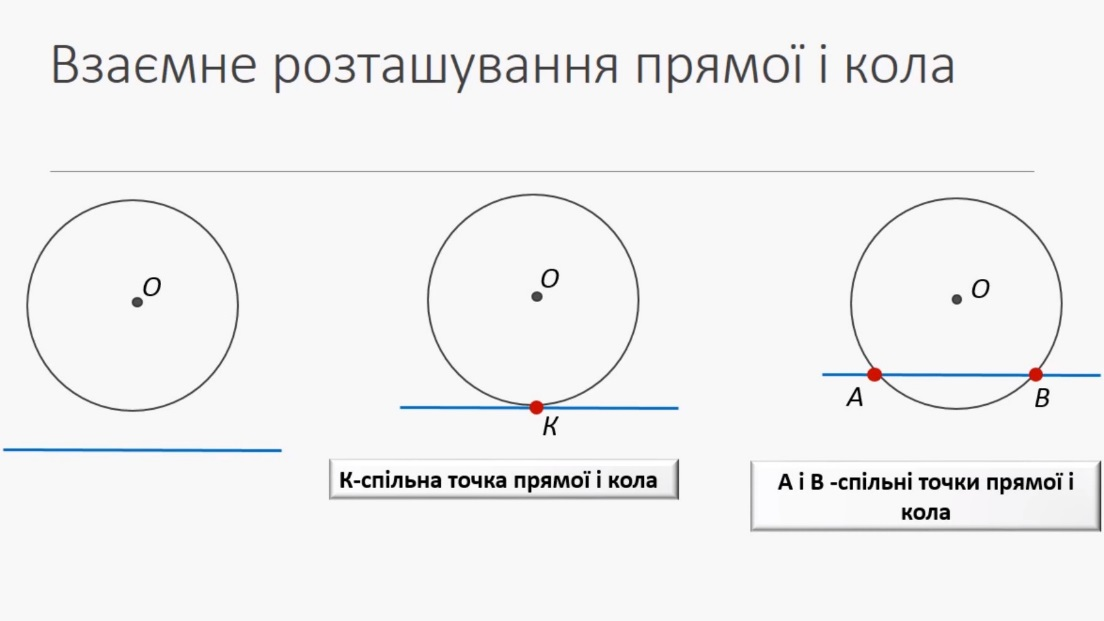 Взаємне розташування прямої і кола
О
О
О
К
А
В
К-спільна точка прямої і кола
А і В -спільні точки прямої і
кола